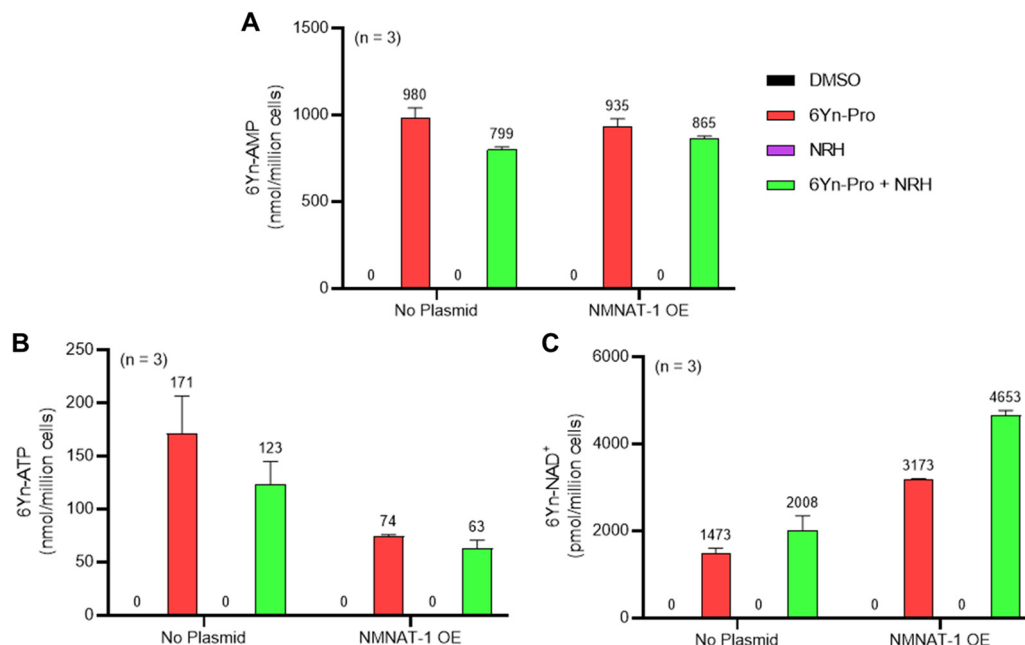 A
1500
(n = 3)
980
935
1000
865
799
6Yn-AMP
(nmol/million cells)
500
0 0 0 0
0
No Plasmid NMNAT-1 OE
DMSO
6Yn-Pro
NRH
6Yn-Pro + NRH
B
250
(n = 3)
200
171
150
123
6Yn-ATP
(nmol/million cells)
100
74
63
50
0 0 0 0
0
No Plasmid NMNAT-1 OE
C
6000
(n = 3)
4653
4000
3173
6Yn-NAD⁺
(pmol/million cells)
2008
2000
1473
0 0 0 0
0
No Plasmid NMNAT-1 OE